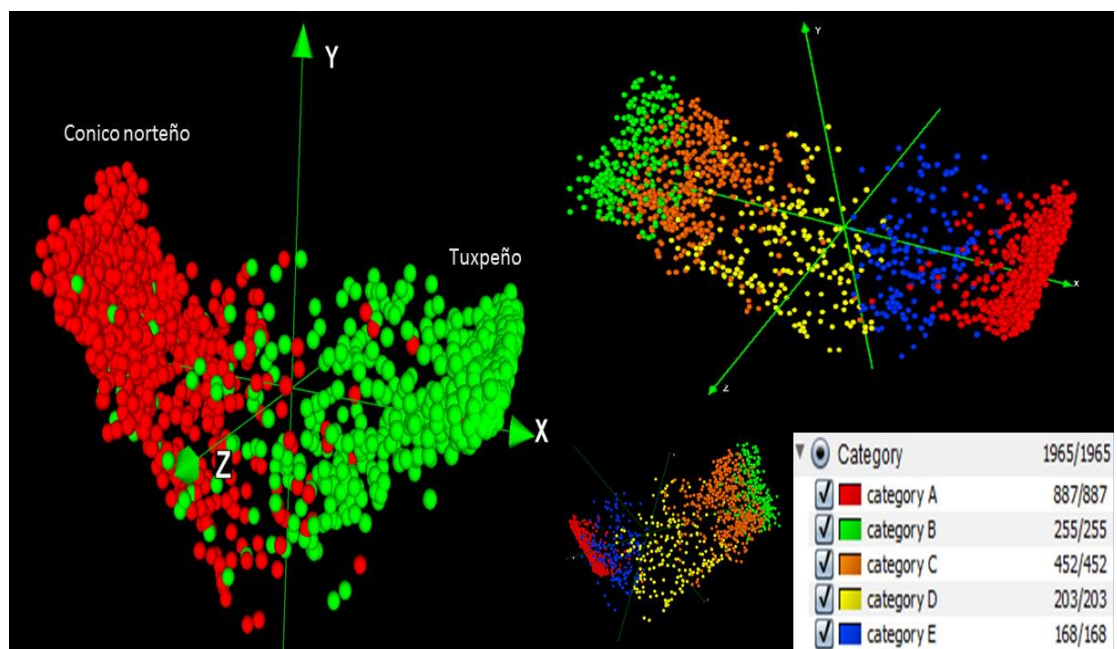 Y
Conico norteño
Tuxpeño
X
Z
Y
X
Z
Category 1965/1965
category A 887/887
category B 255/255
category C 452/452
category D 203/203
category E 168/168